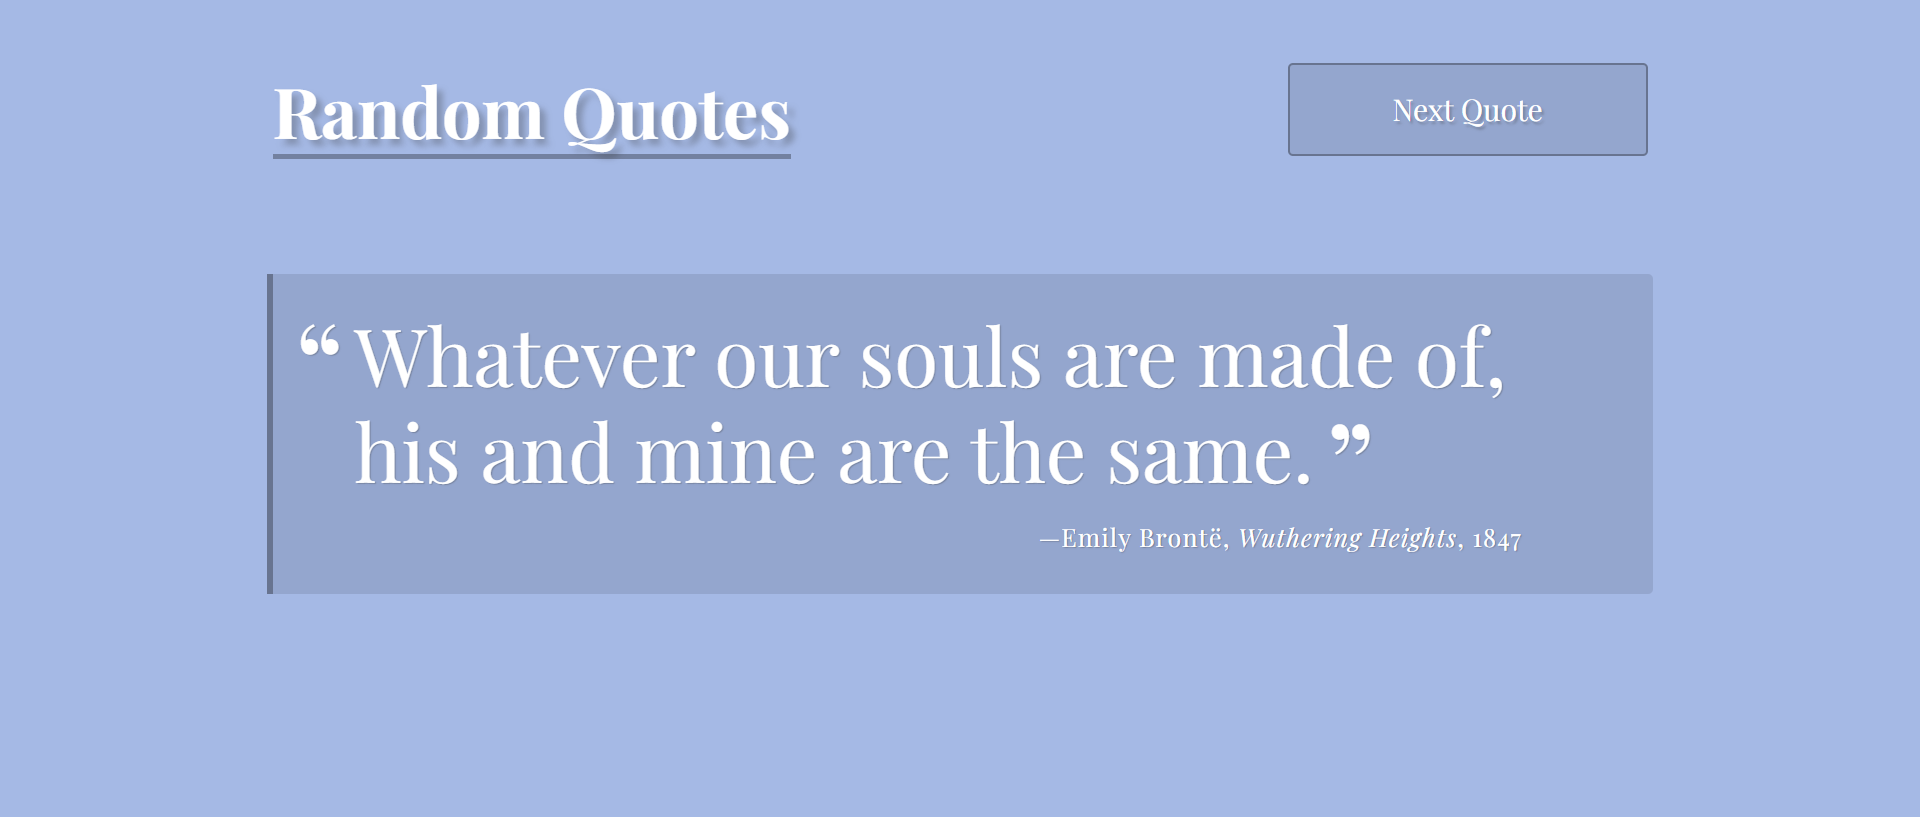 Random Quotes
Next Quote
“Whatever our souls are made of,
his and mine are the same.”
—Emily Brontë, Wuthering Heights, 1847